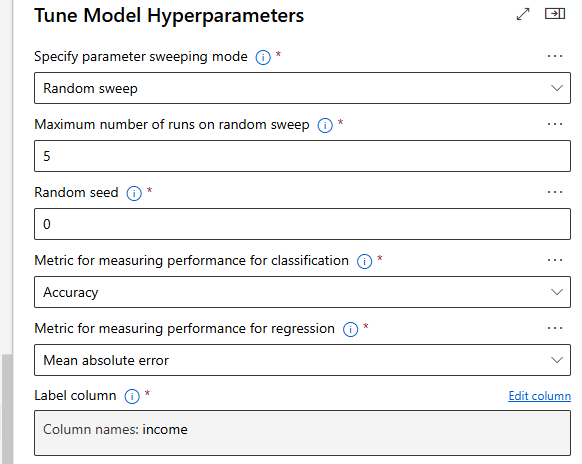 Tune Model Hyperparameters
Specify parameter sweeping mode *
Random sweep
Maximum number of runs on random sweep *
5
Random seed *
0
Metric for measuring performance for classification *
Accuracy
Metric for measuring performance for regression *
Mean absolute error
Label column * Edit column
Column names: income